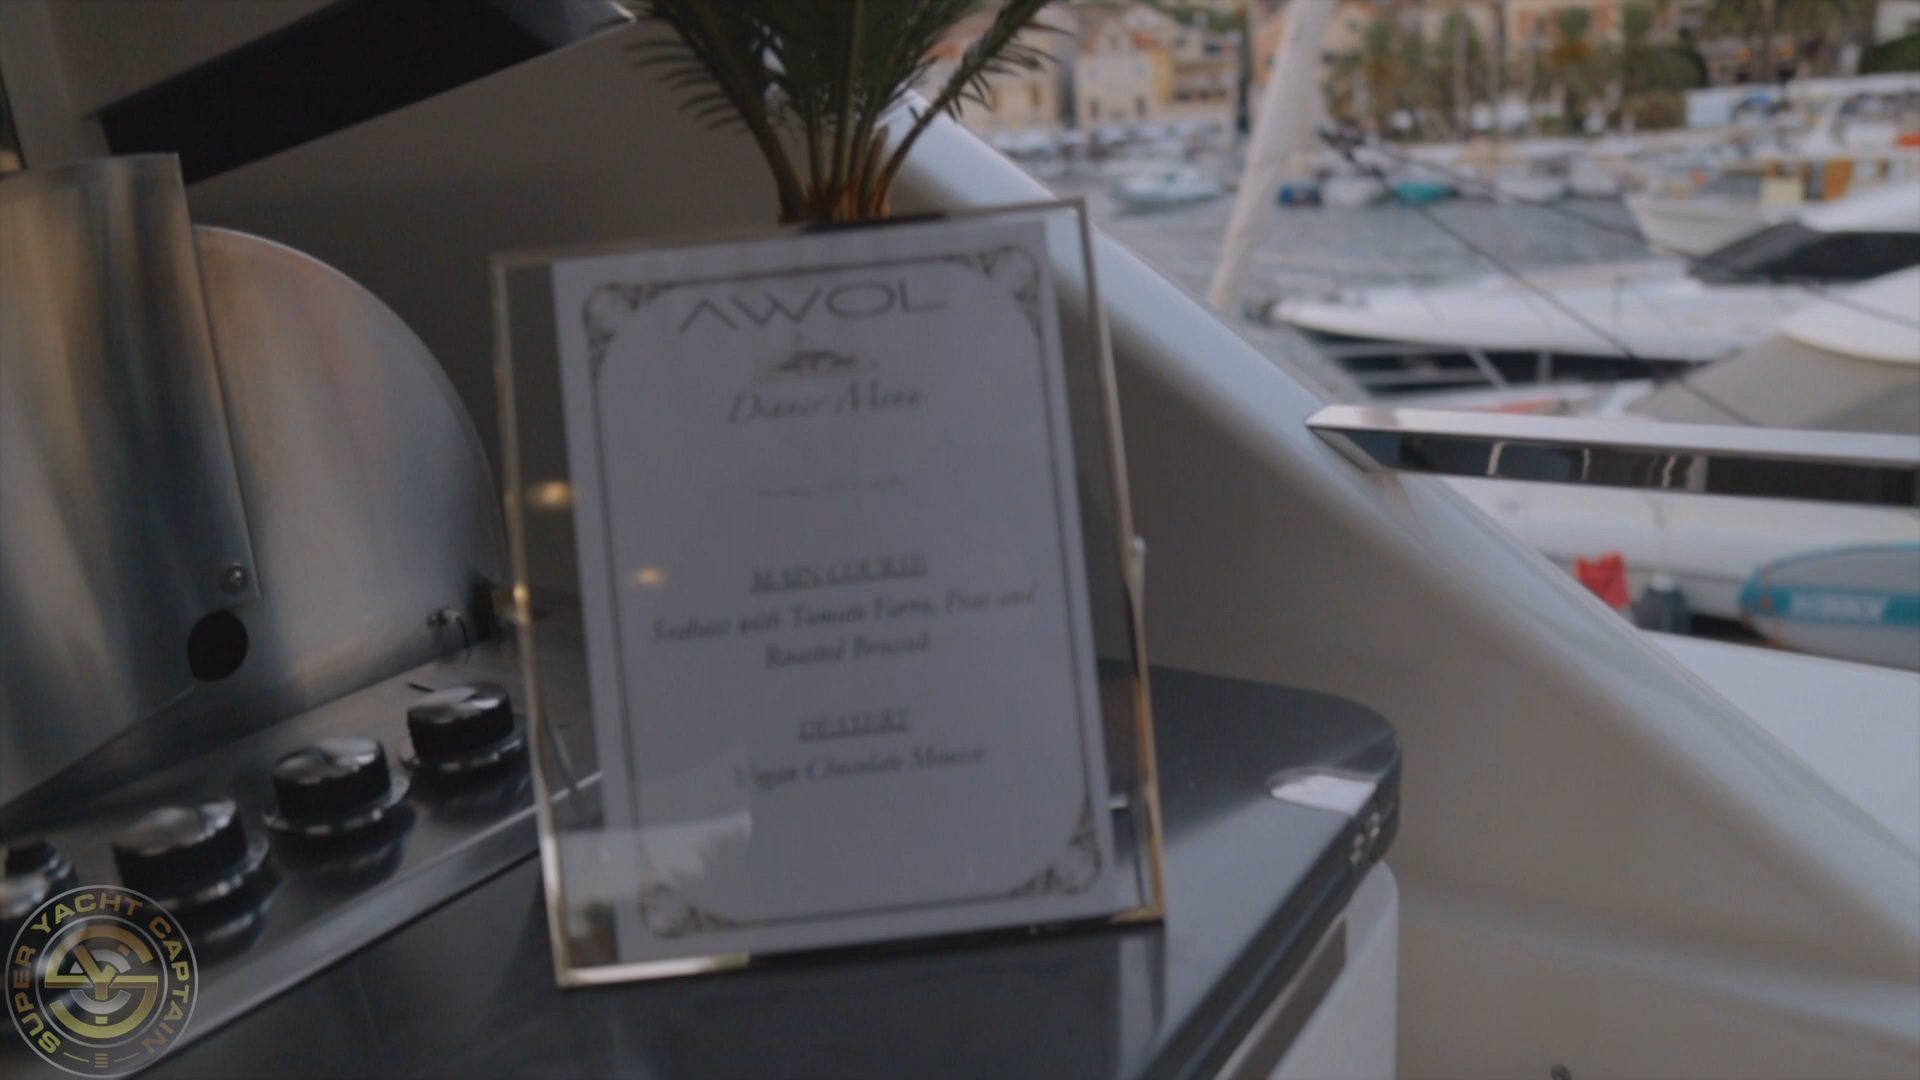 AWOL
Dinner Menu
MAIN COURSE
Seabass with Tomato Farro, Peas and
Roasted Broccoli
DESSERT
Vegan Chocolate Mousse
SUPER YACHT CAPTAIN